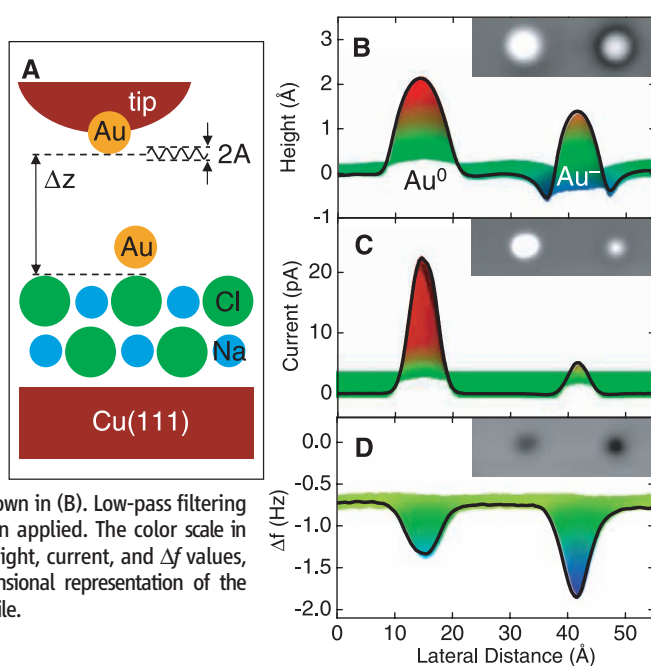 A
tip
Au
2A
Δz
Au
Cl
Na
Cu(111)
own in (B). Low-pass filtering
n applied. The color scale in
ight, current, and Δf values,
nsional representation of the
ile.
B
Height (Å)
3
2
1
0
-1
Au⁰
Au⁻
C
Current (pA)
20
10
0
D
Δf (Hz)
0.0
-0.5
-1.0
-1.5
-2.0
0 10 20 30 40 50
Lateral Distance (Å)